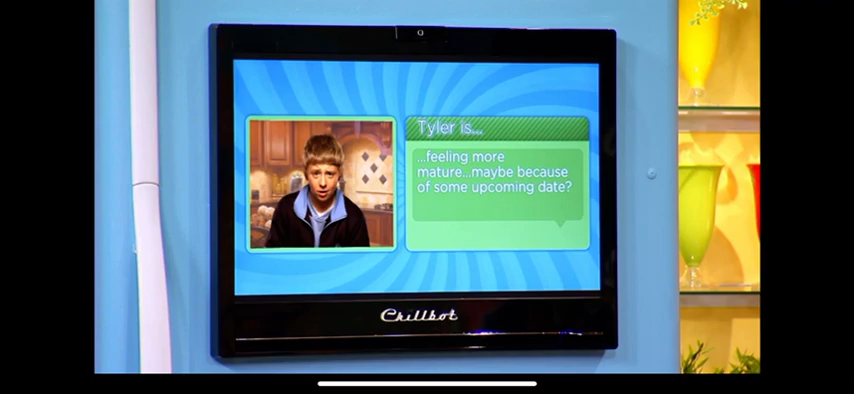 Tyler is...
...feeling more
mature...maybe because
of some upcoming date?
Chillbot